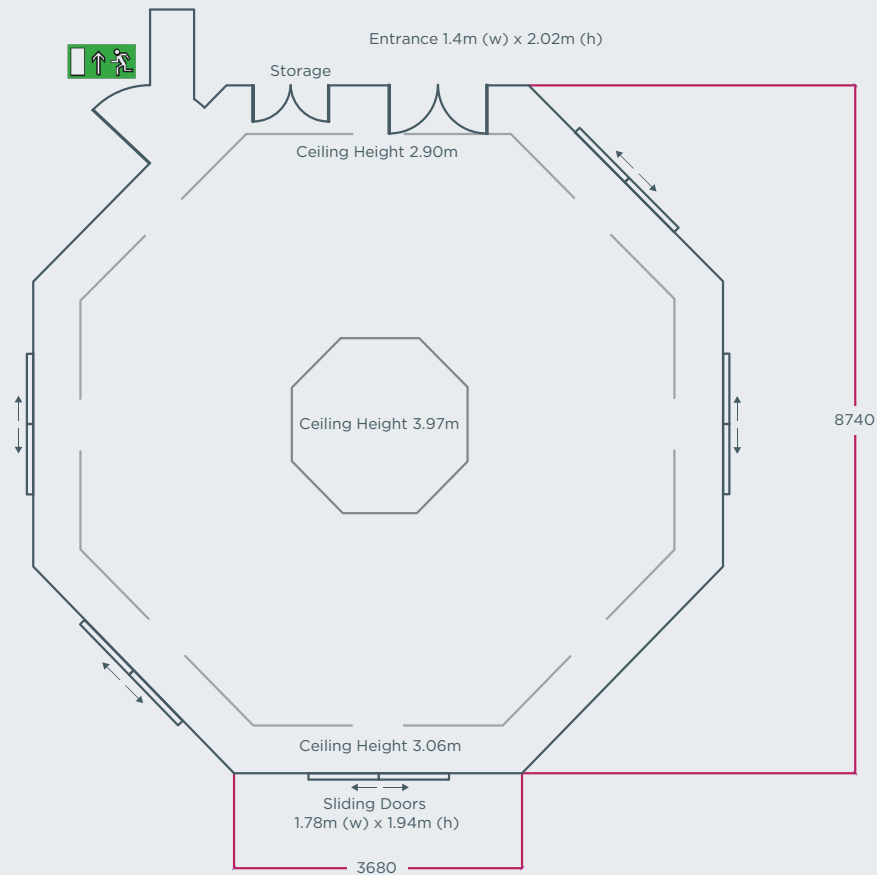 Entrance 1.4m (w) x 2.02m (h)
Storage
Ceiling Height 2.90m
Ceiling Height 3.97m
8740
Ceiling Height 3.06m
Sliding Doors
1.78m (w) x 1.94m (h)
3680